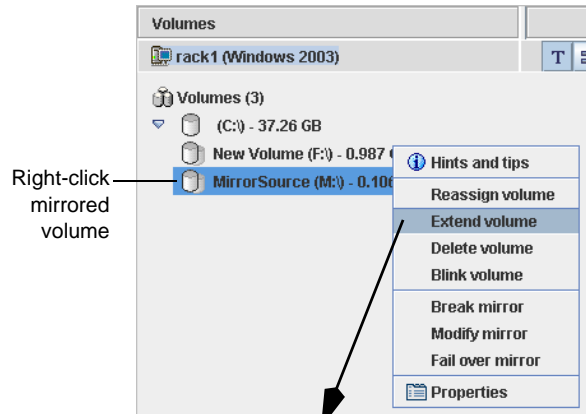 Volumes
rack1 (Windows 2003)
T
Volumes (3)
(C:\) - 37.26 GB
New Volume (F:\) - 0.987
MirrorSource (M:\) - 0.106
Right-click
mirrored
volume
Hints and tips
Reassign volume
Extend volume
Delete volume
Blink volume
Break mirror
Modify mirror
Fail over mirror
Properties